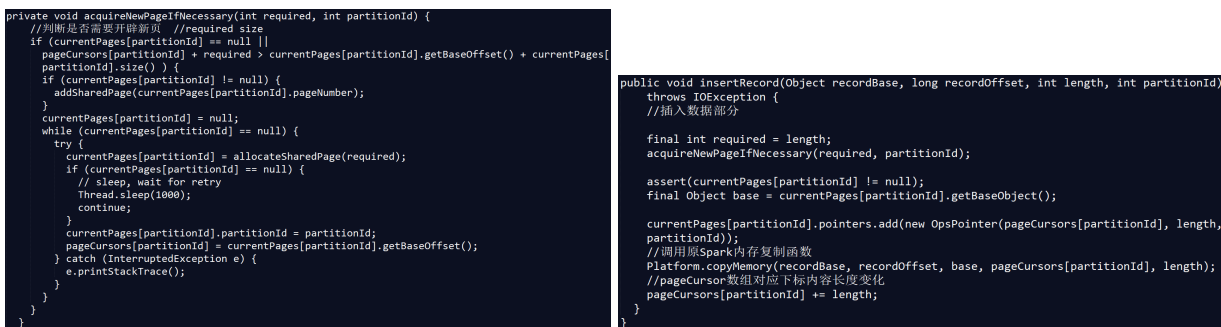 private void acquireNewPageIfNecessary(int required, int partitionId) {
//判断是否需要开辟新页  //required size
if (currentPages[partitionId] == null ||
pageCursors[partitionId] + required > currentPages[partitionId].getBaseOffset() + currentPages[
partitionId].size() ) {
if (currentPages[partitionId] != null) {
addSharedPage(currentPages[partitionId].pageNumber);
}
currentPages[partitionId] = null;
while (currentPages[partitionId] == null) {
try {
currentPages[partitionId] = allocateSharedPage(required);
if (currentPages[partitionId] == null) {
// sleep, wait for retry
Thread.sleep(1000);
continue;
}
currentPages[partitionId].partitionId = partitionId;
pageCursors[partitionId] = currentPages[partitionId].getBaseOffset();
} catch (InterruptedException e) {
e.printStackTrace();
}
}
}
}
public void insertRecord(Object recordBase, long recordOffset, int length, int partitionId)
throws IOException {
//插入数据部分
final int required = length;
acquireNewPageIfNecessary(required, partitionId);
assert(currentPages[partitionId] != null);
final Object base = currentPages[partitionId].getBaseObject();
currentPages[partitionId].pointers.add(new OpsPointer(pageCursors[partitionId], length,
partitionId));
//调用原Spark内存复制函数
Platform.copyMemory(recordBase, recordOffset, base, pageCursors[partitionId], length);
//pageCursor数组对应下标内容长度变化
pageCursors[partitionId] += length;
}
}